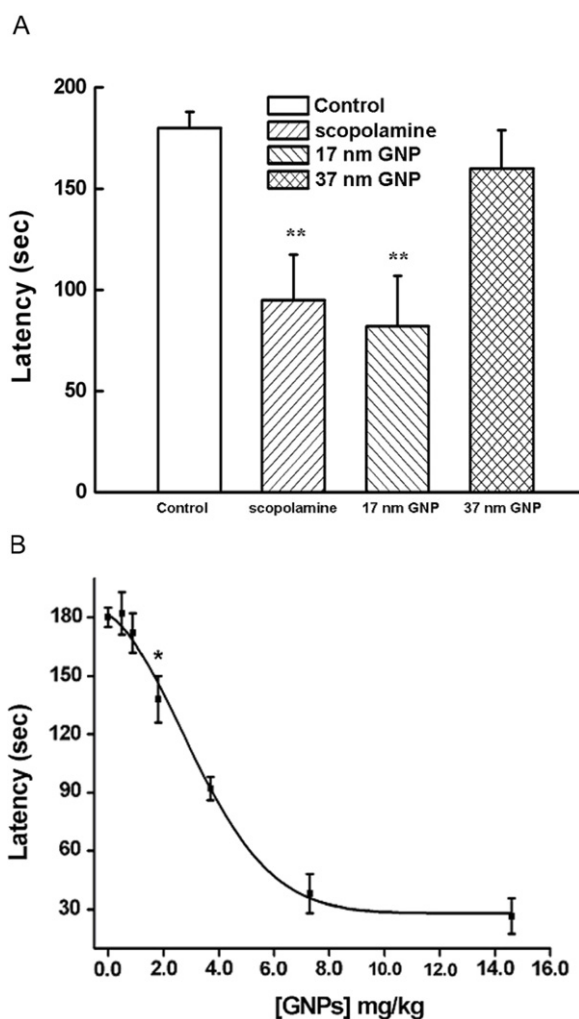 A
200
150
100
50
0
Latency (sec)
Control
scopolamine
17 nm GNP
37 nm GNP
**
**
Control scopolamine 17 nm GNP 37 nm GNP
B
180
150
120
90
60
30
Latency (sec)
*
0.0 2.0 4.0 6.0 8.0 10.0 12.0 14.0 16.0
[GNPs] mg/kg